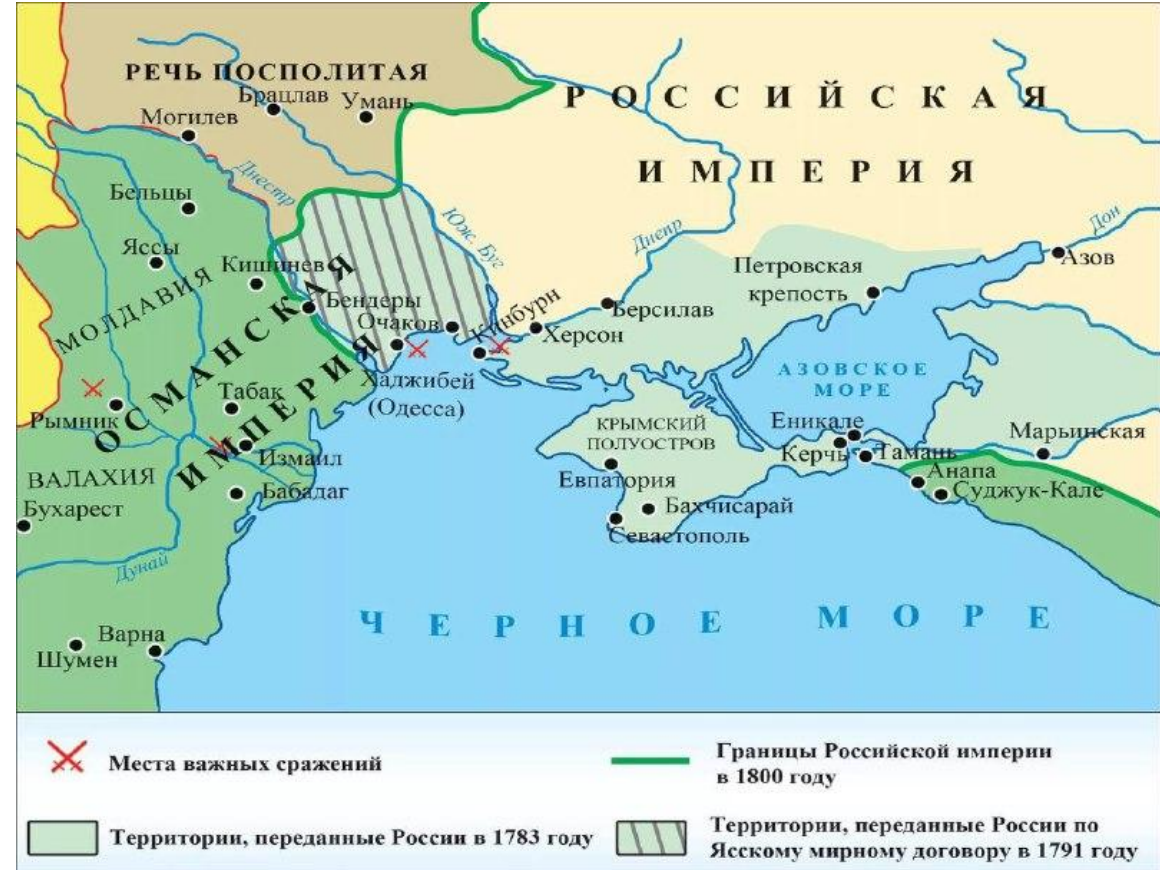 РЕЧЬ ПОСПОЛИТАЯ
Брацлав
Умань
Могилев
РОССИЙСКАЯ
ИМПЕРИЯ
Днестр
Бельцы
Юж. Буг
Днепр
Дон
Яссы
Кишинев
Азов
Петровская
крепость
МОЛДАВИЯ
Бендеры
Очаков
Кинбурн
Берсилав
Херсон
ОСМАНСКАЯ
ИМПЕРИЯ
Хаджибей
(Одесса)
АЗОВСКОЕ
МОРЕ
Табак
Рымник
КРЫМСКИЙ
ПОЛУОСТРОВ
Еникале
Керчь
Тамань
Марьинская
Измаил
ВАЛАХИЯ
Бабадаг
Евпатория
Анапа
Суджук-Кале
Бухарест
Бахчисарай
Севастополь
Дунай
ЧЕРНОЕ МОРЕ
Варна
Шумен
Места важных сражений
Границы Российской империи
в 1800 году
Территории, переданные России в 1783 году
Территории, переданные России по
Ясскому мирному договору в 1791 году